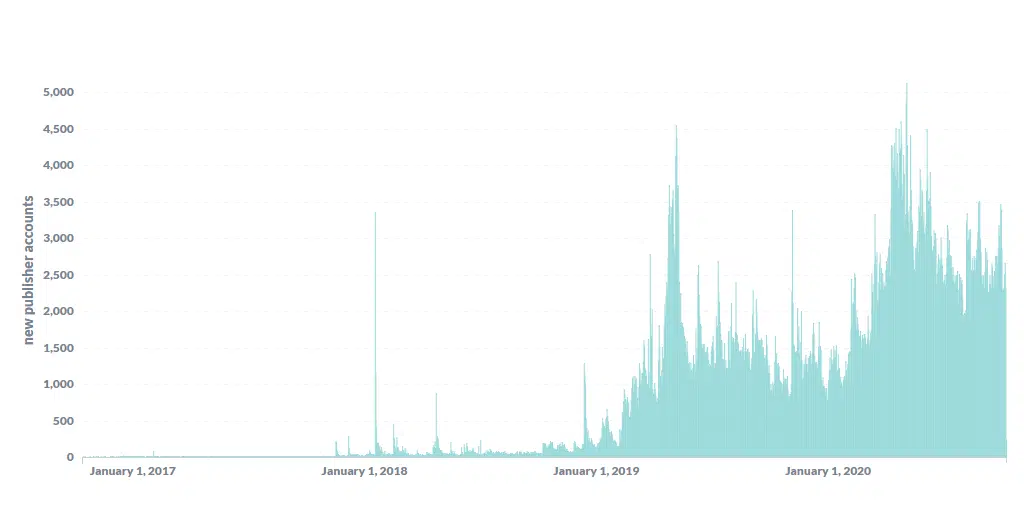 5,000
4,500
4,000
3,500
3,000
2,500
2,000
1,500
1,000
500
0
new publisher accounts
January 1, 2017
January 1, 2018
January 1, 2019
January 1, 2020